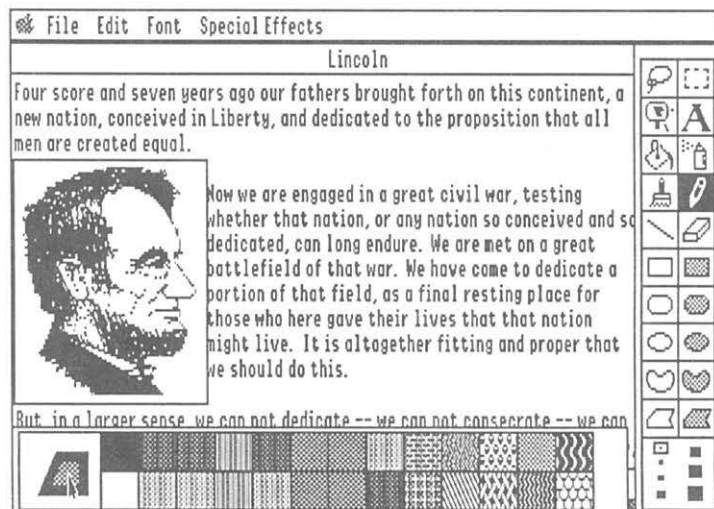 File Edit Font Special Effects
Lincoln
Four score and seven years ago our fathers brought forth on this continent, a
new nation, conceived in Liberty, and dedicated to the proposition that all
men are created equal.
Now we are engaged in a great civil war, testing
whether that nation, or any nation so conceived and so
dedicated, can long endure. We are met on a great
battlefield of that war. We have come to dedicate a
portion of that field, as a final resting place for
those who here gave their lives that that nation
might live. It is altogether fitting and proper that
we should do this.
But, in a larger sense, we can not dedicate -- we can not consecrate -- we can
A